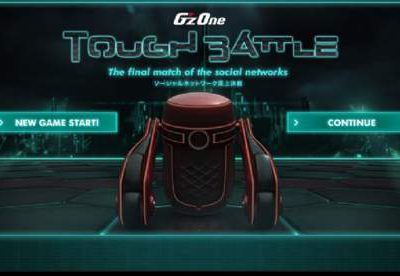 G'zOne
TOUGH BATTLE
The final match of the social networks
ソーシャルネットワーク頂上決戦
NEW GAME START!
CONTINUE